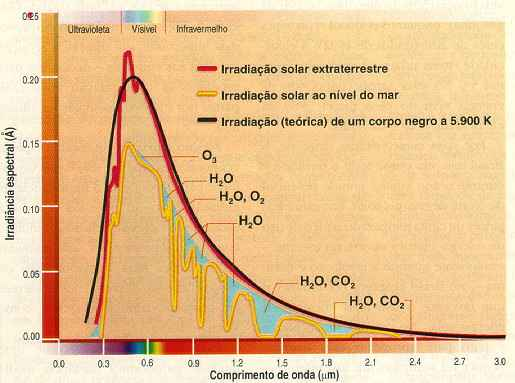 0.25
Ultravioleta
Visível
Infravermelho
Irradiação solar extraterrestre
Irradiação solar ao nível do mar
Irradiação (teórica) de um corpo negro a 5.900 K
0.20
0.15
0.10
0.05
0.00
Irradiância espectral (Å)
O3
H2O
H2O, O2
H2O
H2O, CO2
H2O, CO2
0.0 0.3 0.6 0.9 1.2 1.5 1.8 2.1 2.4 2.7 3.0
Comprimento de onda (μm)